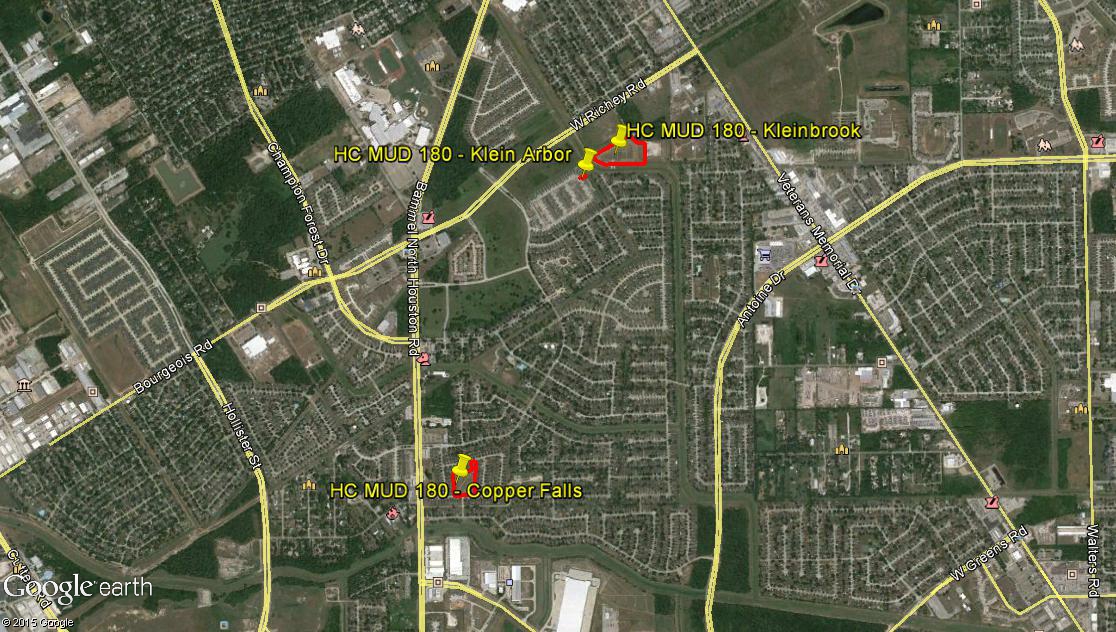 W Richey Rd
HC MUD 180 - Kleinbrook
HC MUD 180 - Klein Arbor
Champion Forest Dr
Bammel North Houston Rd
Veterans Memorial Dr
Antoine Dr
Bourgeois Rd
Hollister St
HC MUD 180 - Copper Falls
W Greens Rd
Walters Rd
Rd
Google earth
© 2015 Google